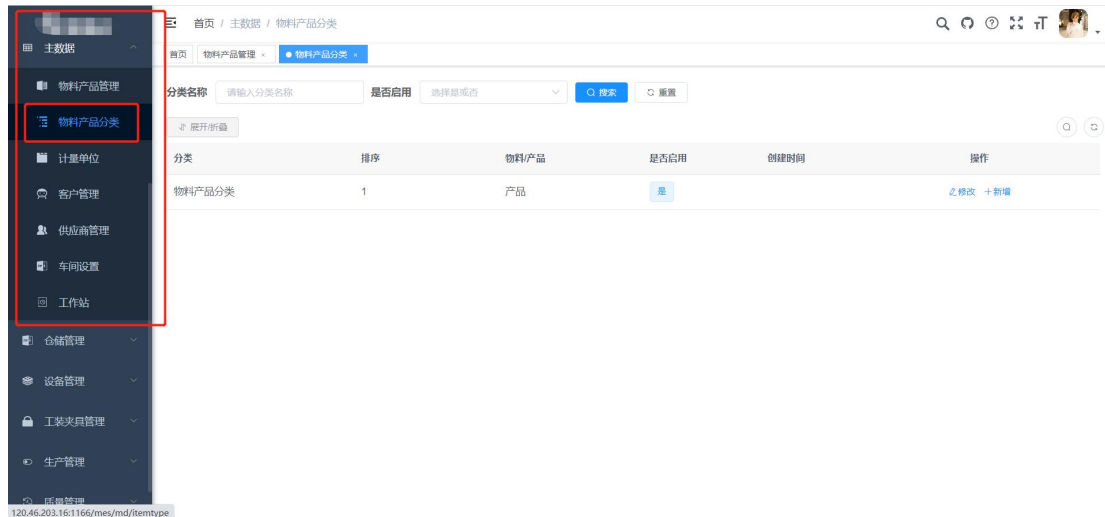 首页 / 主数据 / 物料产品分类
主数据
首页 物料产品管理 × 物料产品分类 ×
物料产品管理
分类名称 请输入分类名称 是否启用 选择是或否 搜索 重置
物料产品分类
展开/折叠
计量单位
分类 排序 物料/产品 是否启用 创建时间 操作
客户管理
物料产品分类 1 产品 是 修改 +新增
供应商管理
车间设置
工作站
仓储管理
设备管理
工装夹具管理
生产管理
质量管理
120.46.203.16:1166/mes/md/itemtype